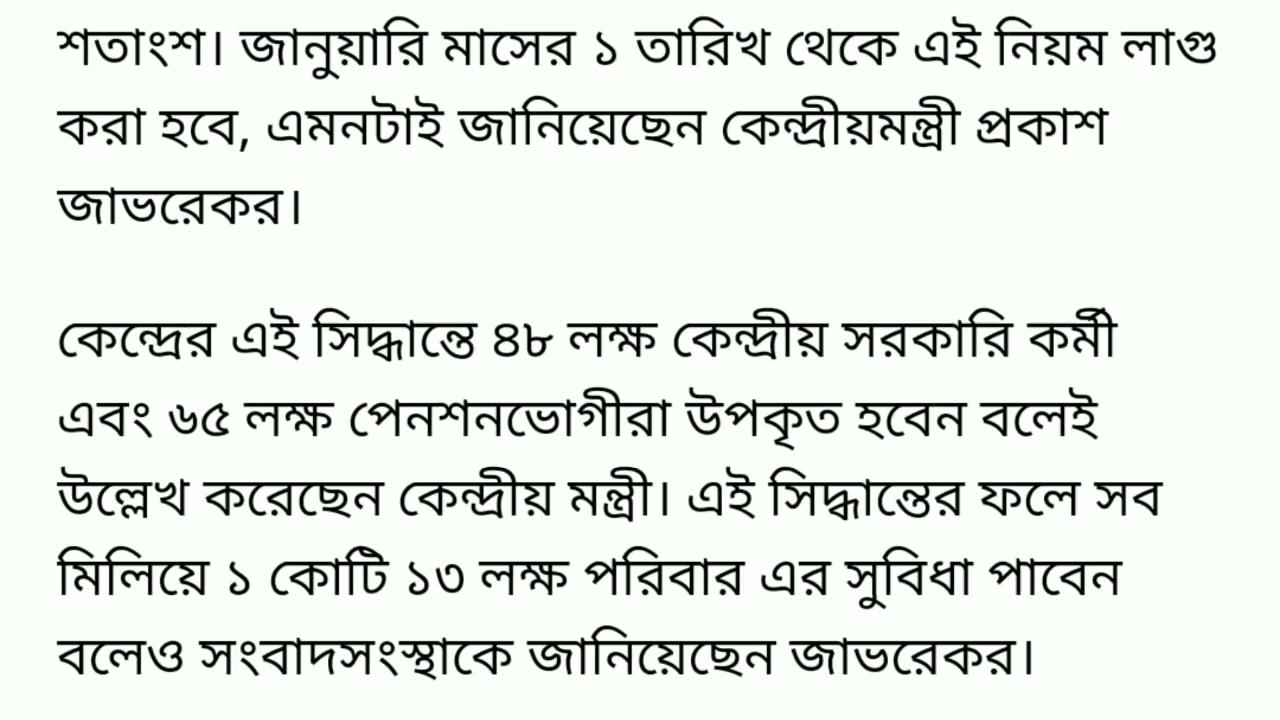 শতাংশ। জানুয়ারি মাসের ১ তারিখ থেকে এই নিয়ম লাগু
করা হবে, এমনটাই জানিয়েছেন কেন্দ্রীয়মন্ত্রী প্রকাশ
জাভরেকর।
কেন্দ্রের এই সিদ্ধান্তে ৪৮ লক্ষ কেন্দ্রীয় সরকারি কর্মী
এবং ৬৫ লক্ষ পেনশনভোগীরা উপকৃত হবেন বলেই
উল্লেখ করেছেন কেন্দ্রীয় মন্ত্রী। এই সিদ্ধান্তের ফলে সব
মিলিয়ে ১ কোটি ১৩ লক্ষ পরিবার এর সুবিধা পাবেন
বলেও সংবাদসংস্থাকে জানিয়েছেন জাভরেকর।